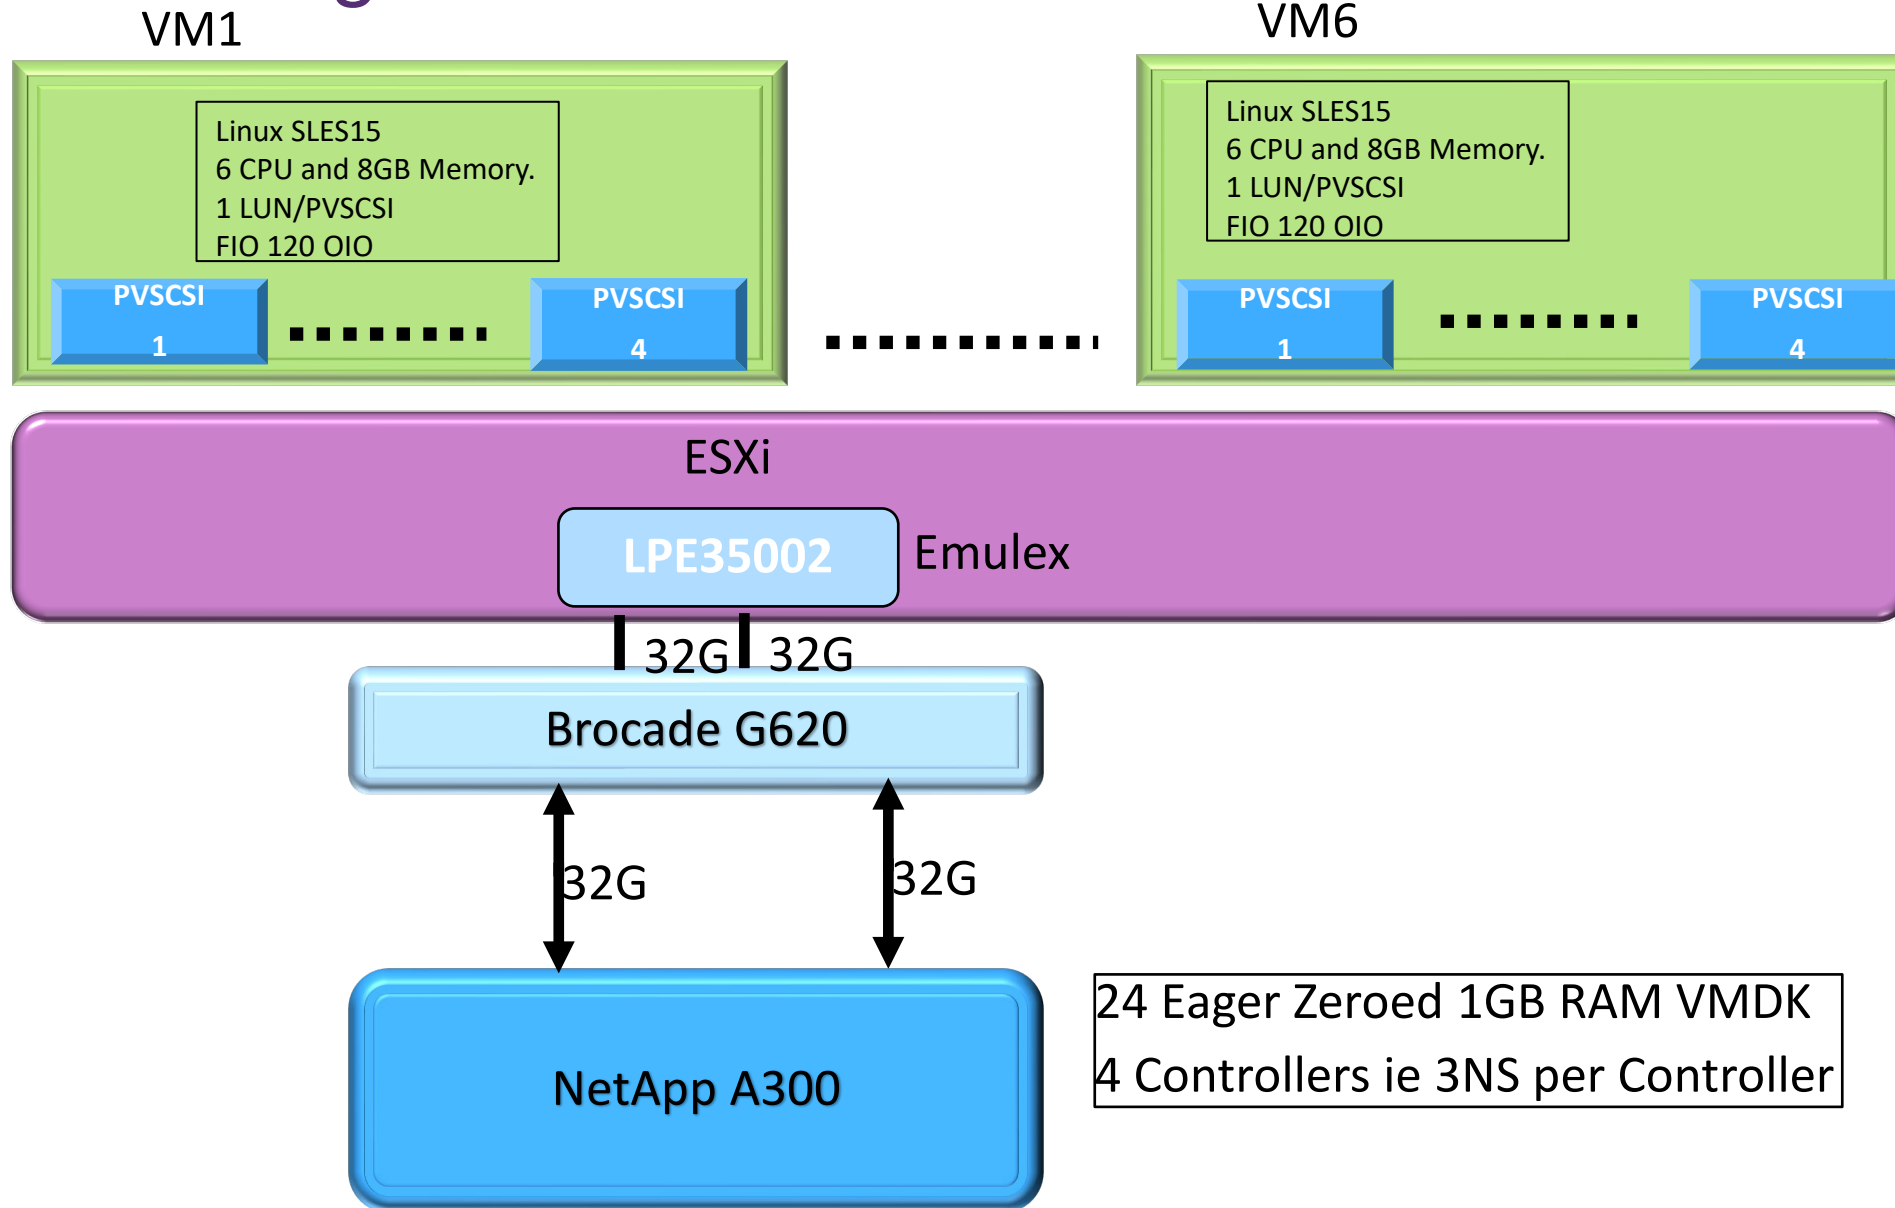 VM1
VM6
Linux SLES15
6 CPU and 8GB Memory.
1 LUN/PVSCSI
FIO 120 OIO
Linux SLES15
6 CPU and 8GB Memory.
1 LUN/PVSCSI
FIO 120 OIO
PVSCSI
1
PVSCSI
4
PVSCSI
1
PVSCSI
4
ESXi
LPE35002
Emulex
32G
32G
Brocade G620
32G
32G
NetApp A300
24 Eager Zeroed 1GB RAM VMDK
4 Controllers ie 3NS per Controller